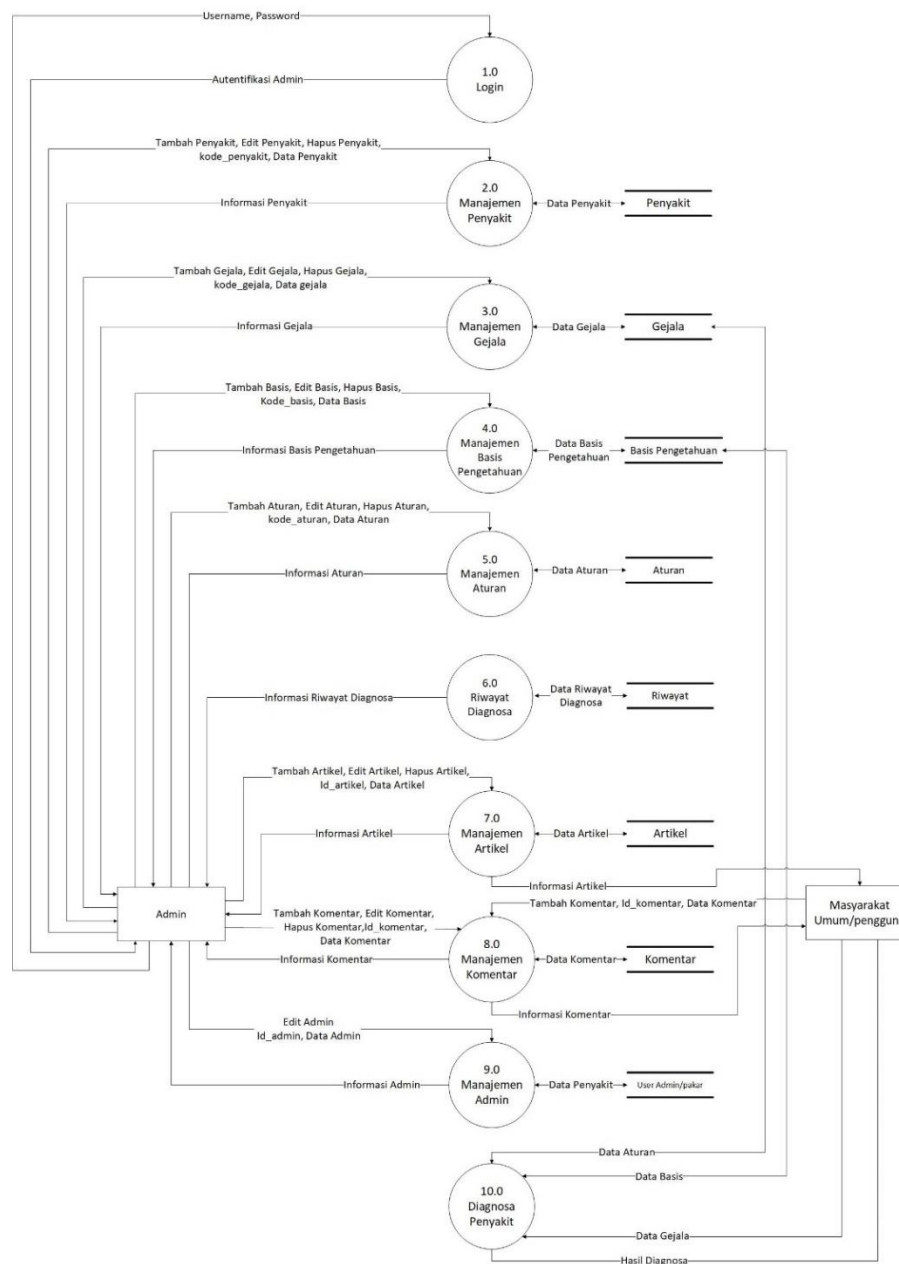 Username, Password
1.0
Login
Autentifikasi Admin
Tambah Penyakit, Edit Penyakit, Hapus Penyakit,
kode_penyakit, Data Penyakit
2.0
Manajemen
Penyakit
Informasi Penyakit
Data Penyakit
Penyakit
Tambah Gejala, Edit Gejala, Hapus Gejala,
kode_gejala, Data gejala
3.0
Manajemen
Gejala
Informasi Gejala
Data Gejala
Gejala
Tambah Basis, Edit Basis, Hapus Basis,
Kode_basis, Data Basis
4.0
Manajemen
Basis
Pengetahuan
Informasi Basis Pengetahuan
Data Basis
Pengetahuan
Basis Pengetahuan
Tambah Aturan, Edit Aturan, Hapus Aturan,
kode_aturan, Data Aturan
5.0
Manajemen
Aturan
Informasi Aturan
Data Aturan
Aturan
6.0
Riwayat
Diagnosa
Informasi Riwayat Diagnosa
Data Riwayat
Diagnosa
Riwayat
Tambah Artikel, Edit Artikel, Hapus Artikel,
Id_artikel, Data Artikel
7.0
Manajemen
Artikel
Informasi Artikel
Data Artikel
Artikel
Informasi Artikel
Admin
Masyarakat
Umum/penggun
Tambah Komentar, Id_komentar, Data Komentar
Tambah Komentar, Edit Komentar,
Hapus Komentar,Id_komentar,
Data Komentar
8.0
Manajemen
Komentar
Informasi Komentar
Data Komentar
Komentar
Informasi Komentar
Edit Admin
Id_admin, Data Admin
9.0
Manajemen
Admin
Informasi Admin
Data Penyakit
User Admin/pakar
Data Aturan
Data Basis
10.0
Diagnosa
Penyakit
Data Gejala
Hasil Diagnosa